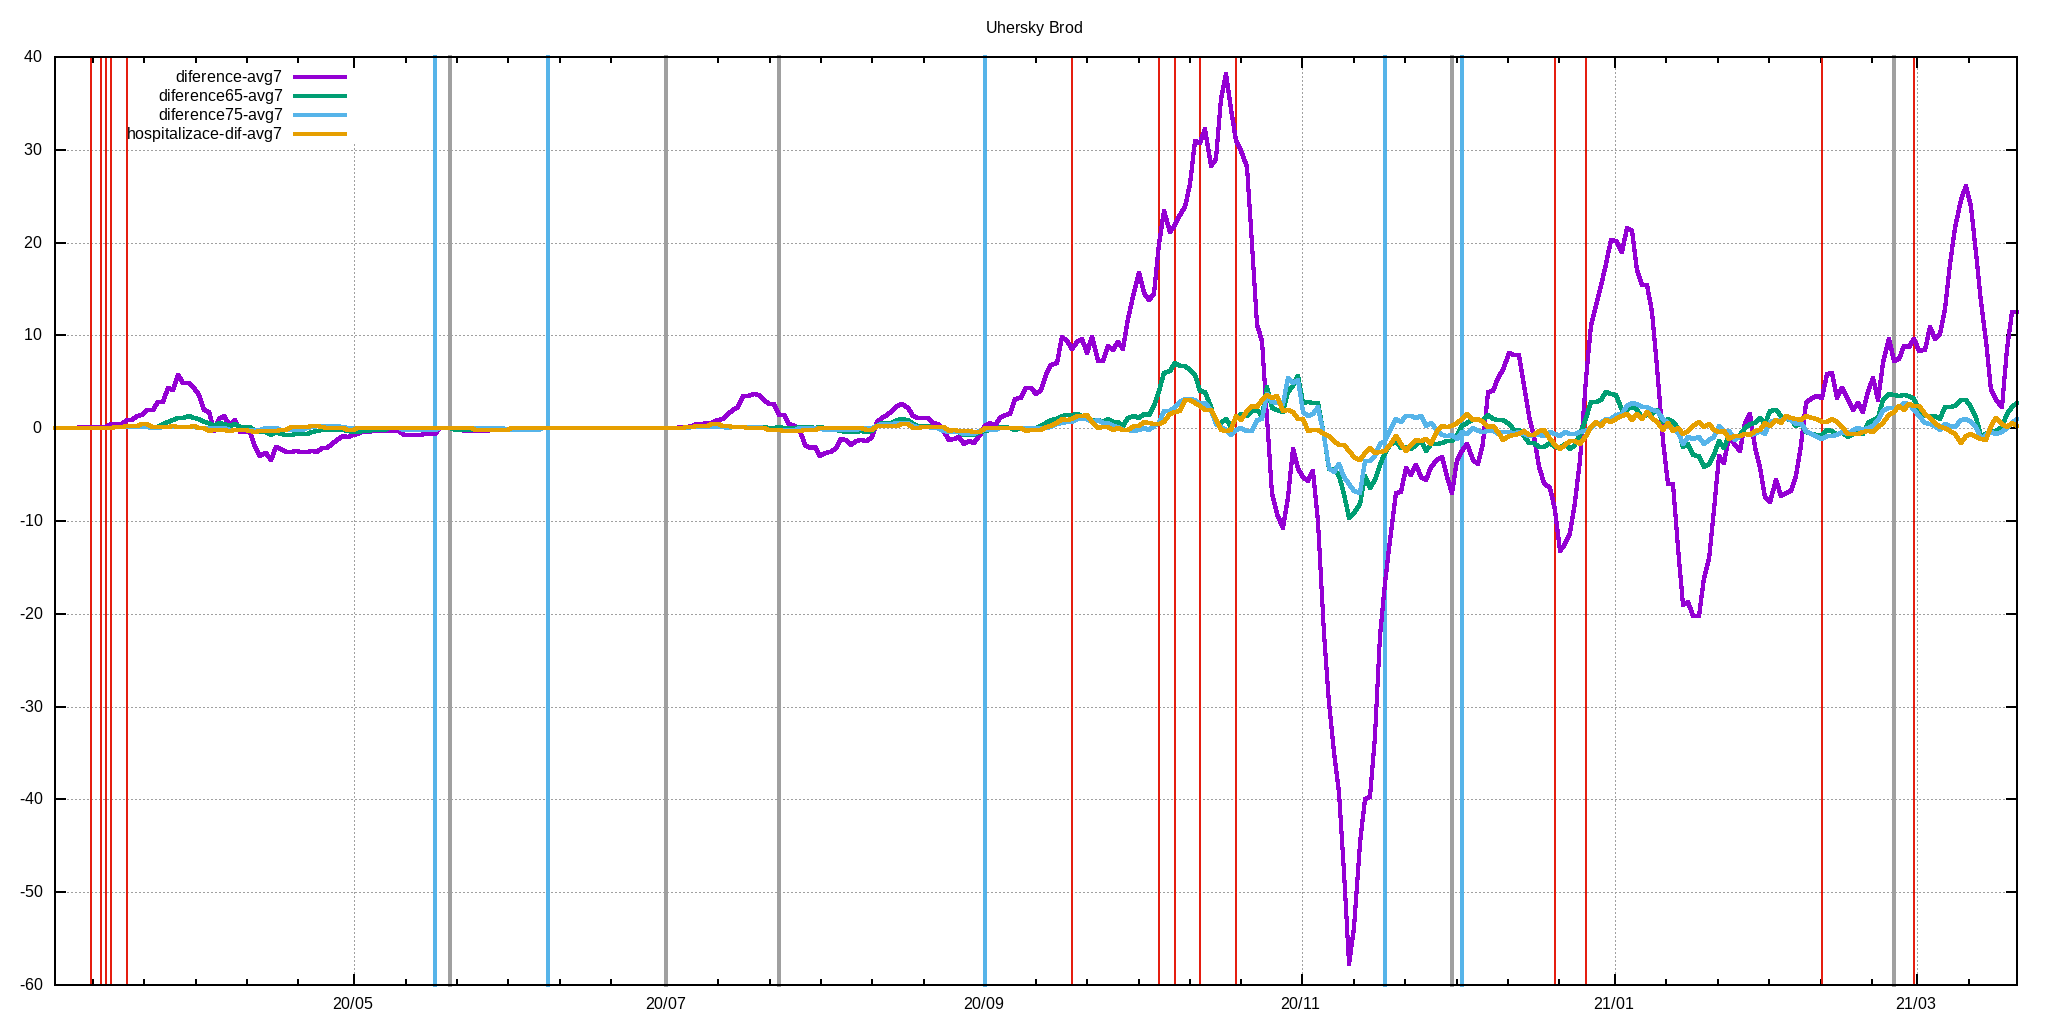 Uhersky Brod
diference-avg7
diference65-avg7
diference75-avg7
hospitalizace-dif-avg7
40
30
20
10
0
-10
-20
-30
-40
-50
-60
20/05 20/07 20/09 20/11 21/01 21/03